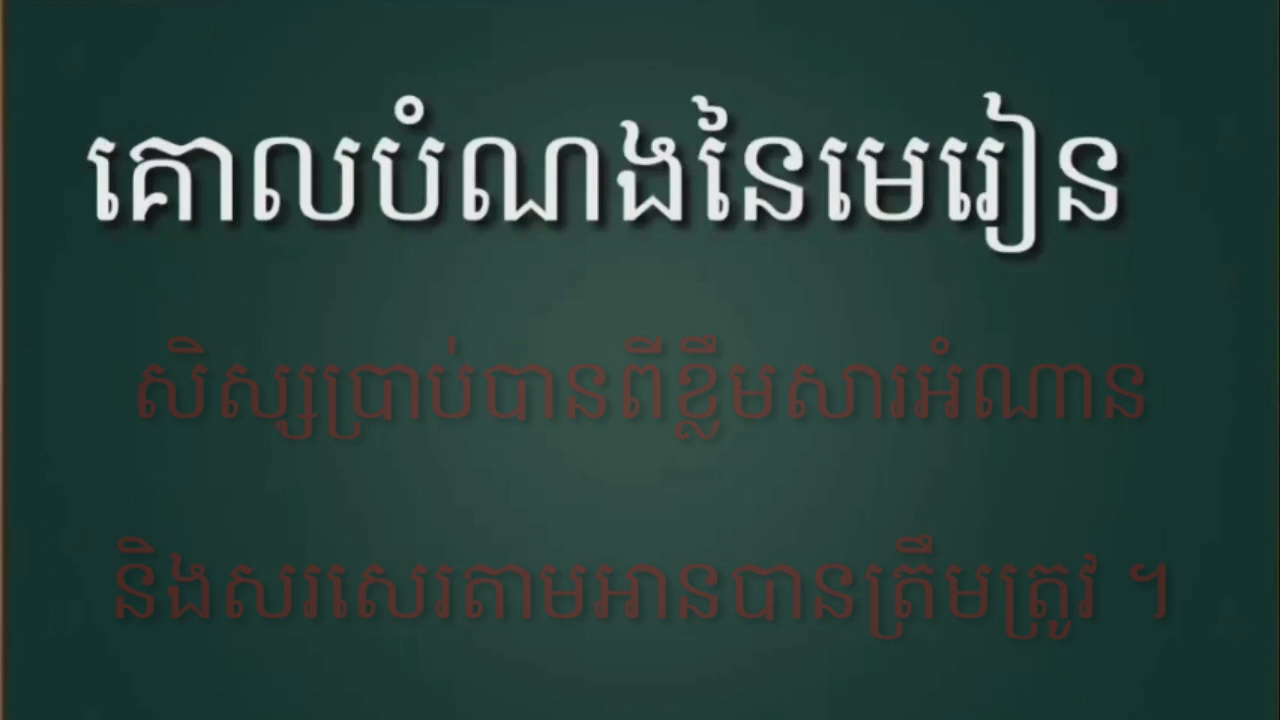 គោលបំណងនៃមេរៀន
សិស្សប្រាប់បានពីខ្លឹមសារអំណាន
និងសរសេរតាមអានបានត្រឹមត្រូវ ។